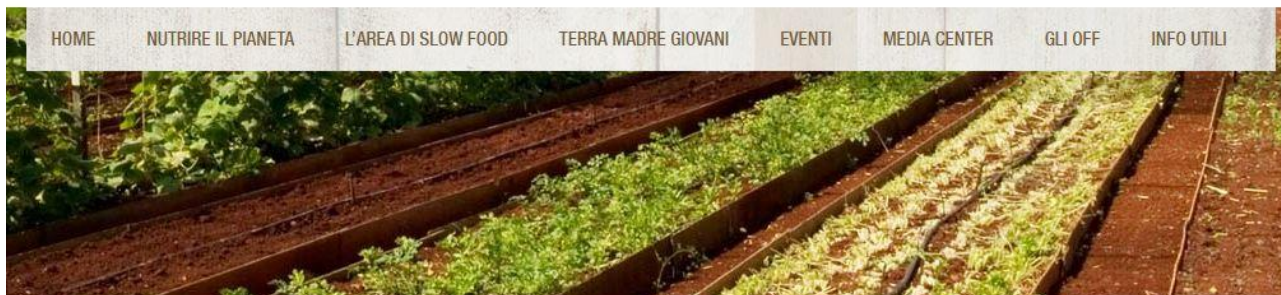 HOME NUTRIRE IL PIANETA L'AREA DI SLOW FOOD TERRA MADRE GIOVANI EVENTI MEDIA CENTER GLI OFF INFO UTILI